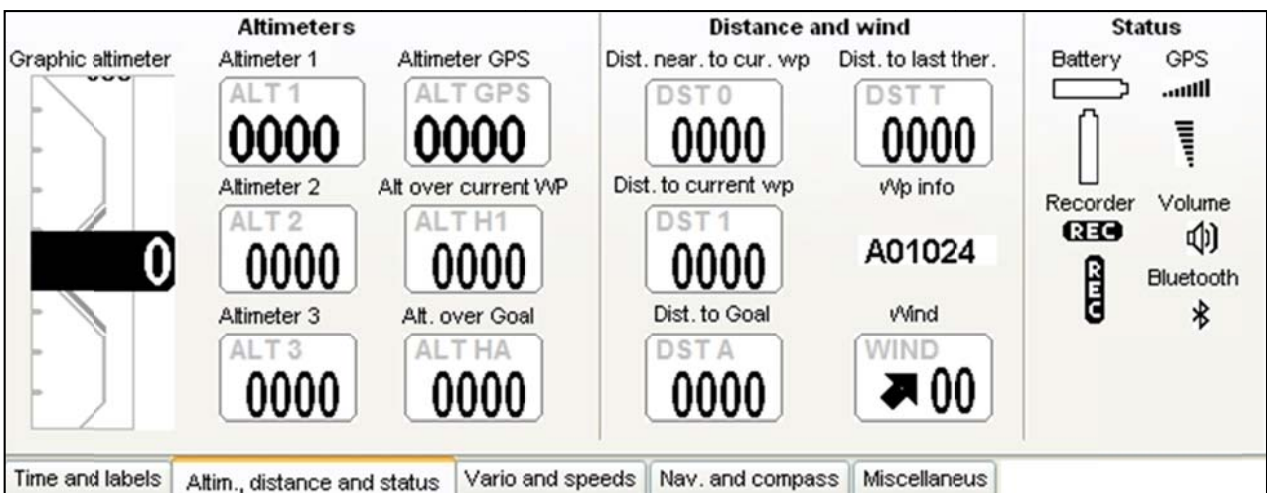 Altimeters
Graphic altimeter
0
Altimeter 1
ALT 1
0000
Altimeter GPS
ALT GPS
0000
Altimeter 2
ALT 2
0000
Alt over current WP
ALT H1
0000
Altimeter 3
ALT 3
0000
Alt. over Goal
ALT HA
0000
Distance and wind
Dist. near. to cur. wp
DST 0
0000
Dist. to last ther.
DST T
0000
Dist. to current wp
DST 1
0000
Wp info
A01024
Dist. to Goal
DST A
0000
Wind
WIND
00
Status
Battery
GPS
Recorder
REC
REC
Volume
Bluetooth
Time and labels
Altim., distance and status
Vario and speeds
Nav. and compass
Miscellaneus